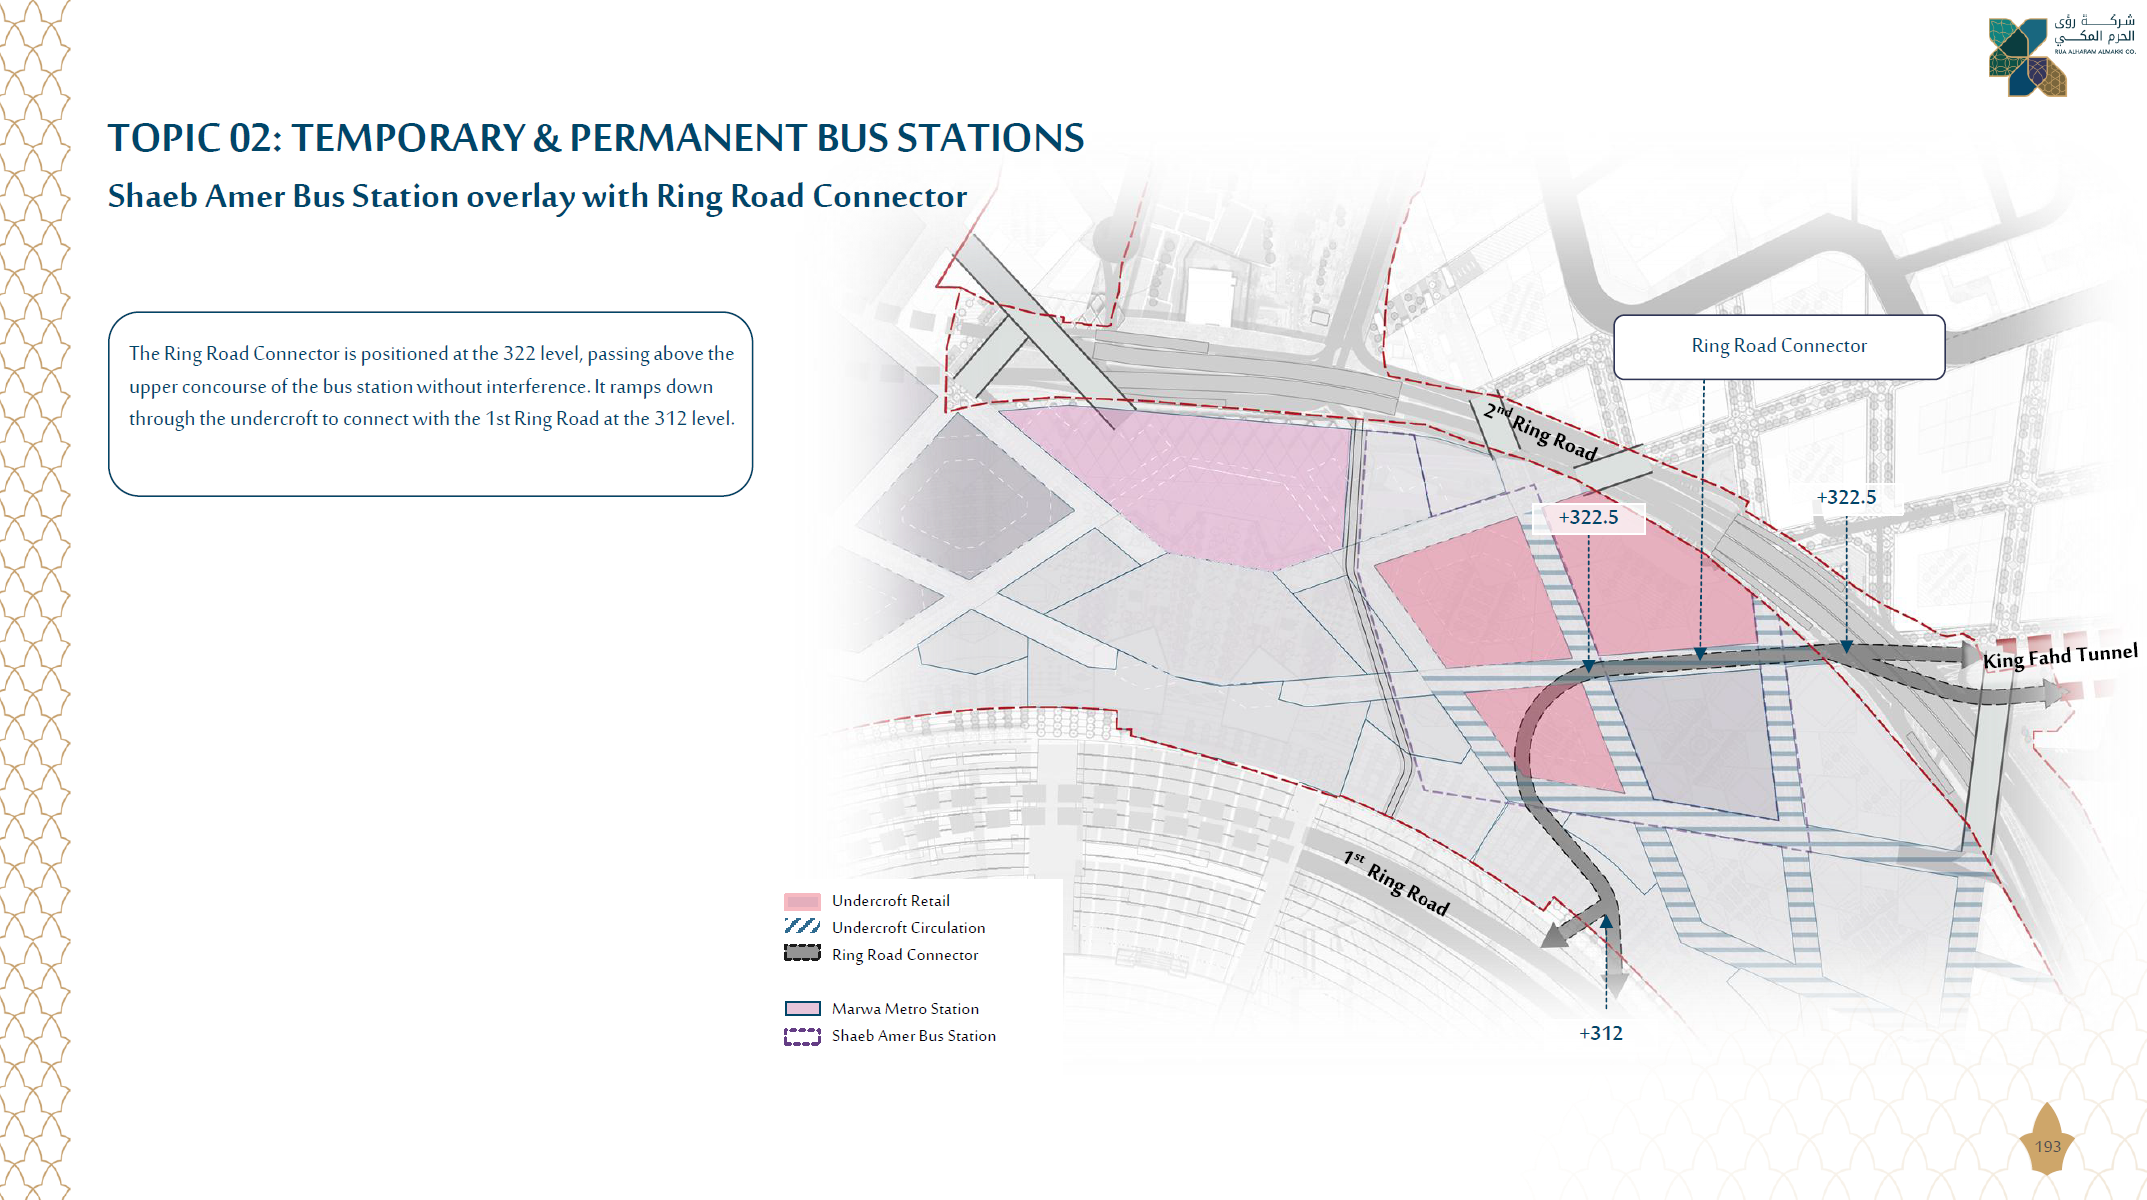 شركة رؤى
الحرم المكي
RUA ALHARAM ALMAKKI CO.
TOPIC 02: TEMPORARY & PERMANENT BUS STATIONS
Shaeb Amer Bus Station overlay with Ring Road Connector
The Ring Road Connector is positioned at the 322 level, passing above the
upper concourse of the bus station without interference. It ramps down
through the undercroft to connect with the 1st Ring Road at the 312 level.
Ring Road Connector
2nd Ring Road
+322.5
+322.5
King Fahd Tunnel
1st Ring Road
+312
Undercroft Retail
Undercroft Circulation
Ring Road Connector
Marwa Metro Station
Shaeb Amer Bus Station
193